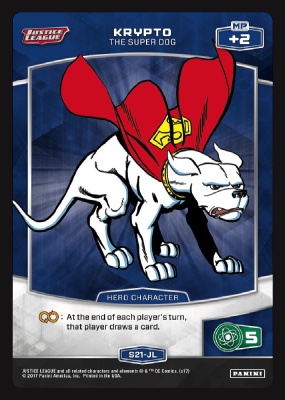 JUSTICE LEAGUE
KRYPTO
THE SUPER DOG
MP
+2
S
HERO CHARACTER
: At the end of each player's turn,
that player draws a card.
5
S21-JL
JUSTICE LEAGUE and all related characters and elements © & ™ DC Comics. (s17)
© 2017 Panini America, Inc. Printed in the USA.
PANINI